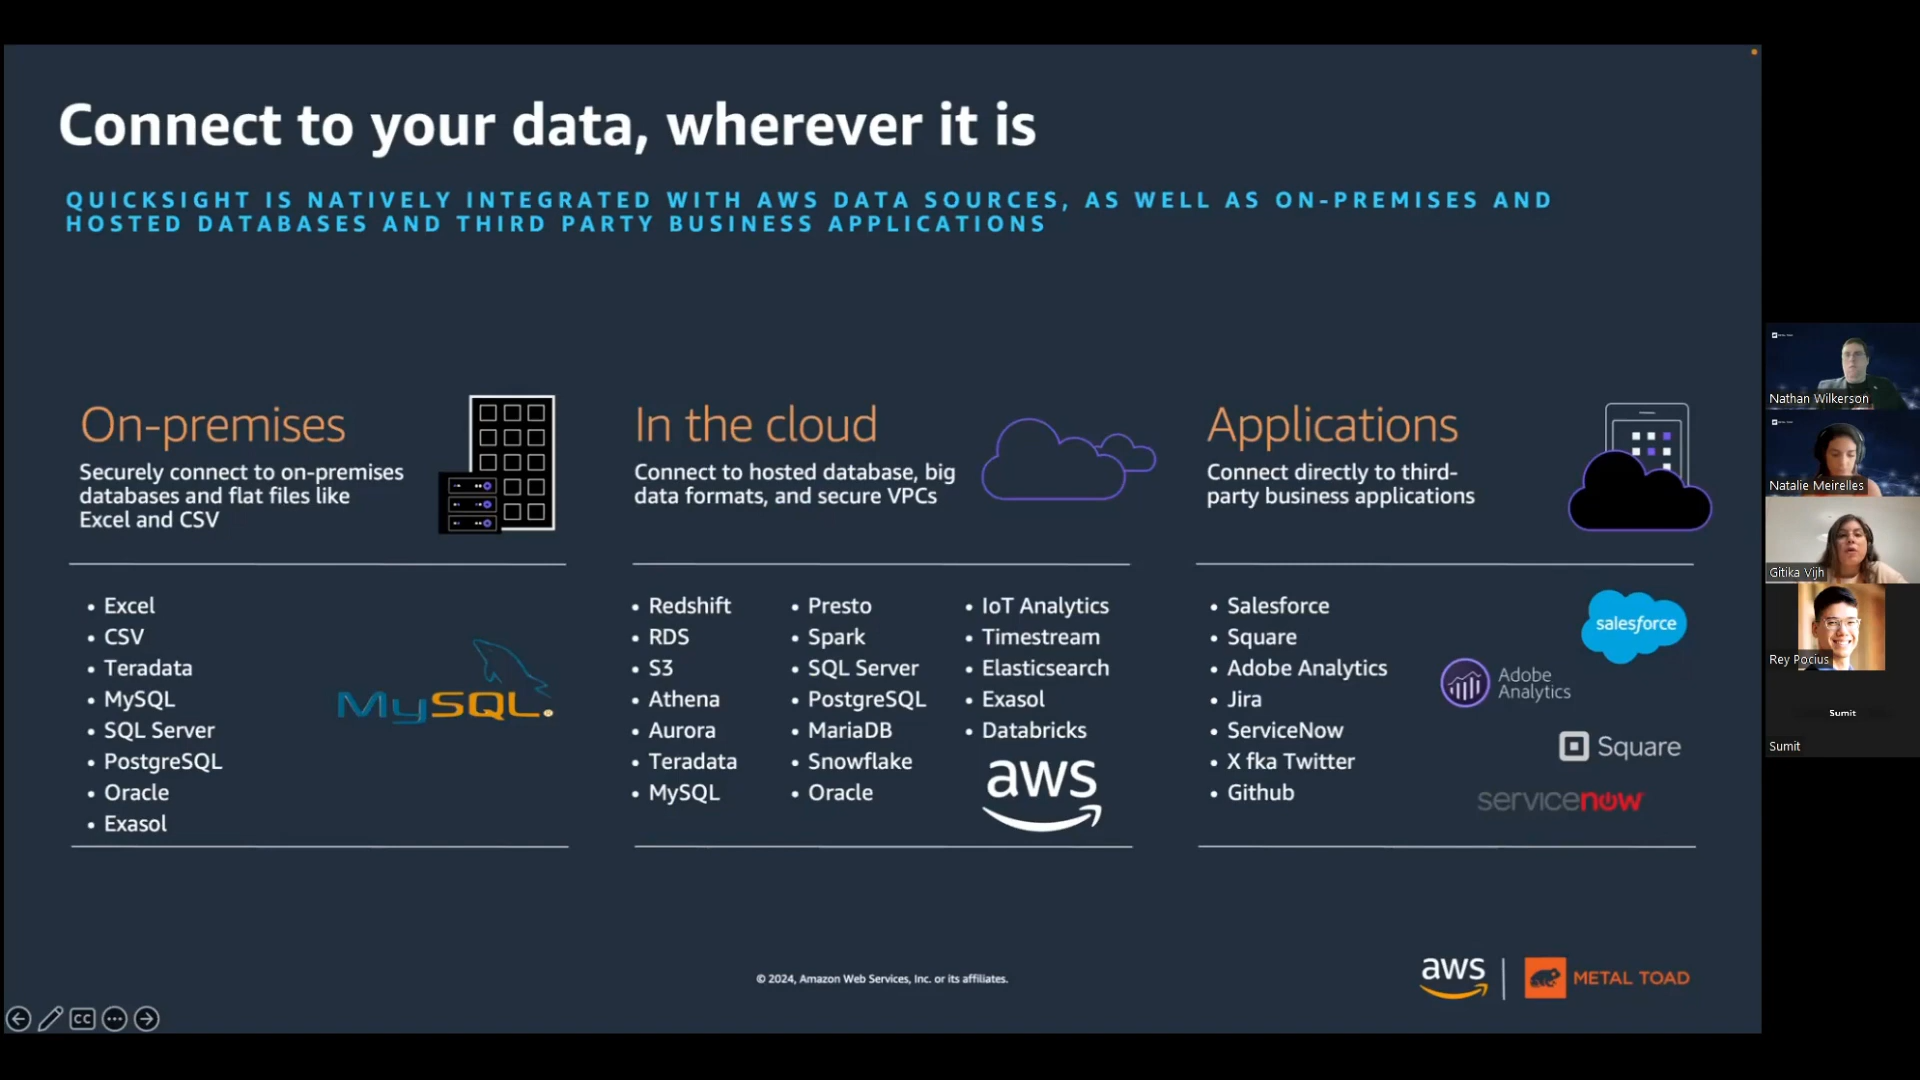 Connect to your data, wherever it is
QUICKSIGHT IS NATIVELY INTEGRATED WITH AWS DATA SOURCES, AS WELL AS ON-PREMISES AND
HOSTED DATABASES AND THIRD PARTY BUSINESS APPLICATIONS
On-premises
Securely connect to on-premises
databases and flat files like
Excel and CSV
• Excel
• CSV
• Teradata
• MySQL
• SQL Server
• PostgreSQL
• Oracle
• Exasol
MySQL.
In the cloud
Connect to hosted database, big
data formats, and secure VPCs
• Redshift
• RDS
• S3
• Athena
• Aurora
• Teradata
• MySQL
• Presto
• Spark
• SQL Server
• PostgreSQL
• MariaDB
• Snowflake
• Oracle
• IoT Analytics
• Timestream
• Elasticsearch
• Exasol
• Databricks
aws
Applications
Connect directly to third-
party business applications
• Salesforce
• Square
• Adobe Analytics
• Jira
• ServiceNow
• X fka Twitter
• Github
salesforce
Adobe
Analytics
Square
servicenow
© 2024, Amazon Web Services, Inc. or its affiliates.
aws
METAL TOAD
CC
Nathan Wilkerson
Natalie Meirelles
Gitika Vijh
Rey Pocius
Sumit
Sumit